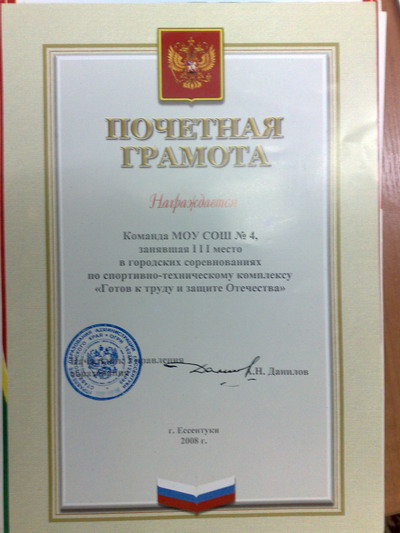 ПОЧЕТНАЯ
ГРАМОТА
Награждается
Команда МОУ СОШ № 4,
занявшая III место
в городских соревнованиях
по спортивно-техническому комплексу
«Готов к труду и защите Отечества»
Управления
А.Н. Данилов
г. Ессентуки
2008 г.